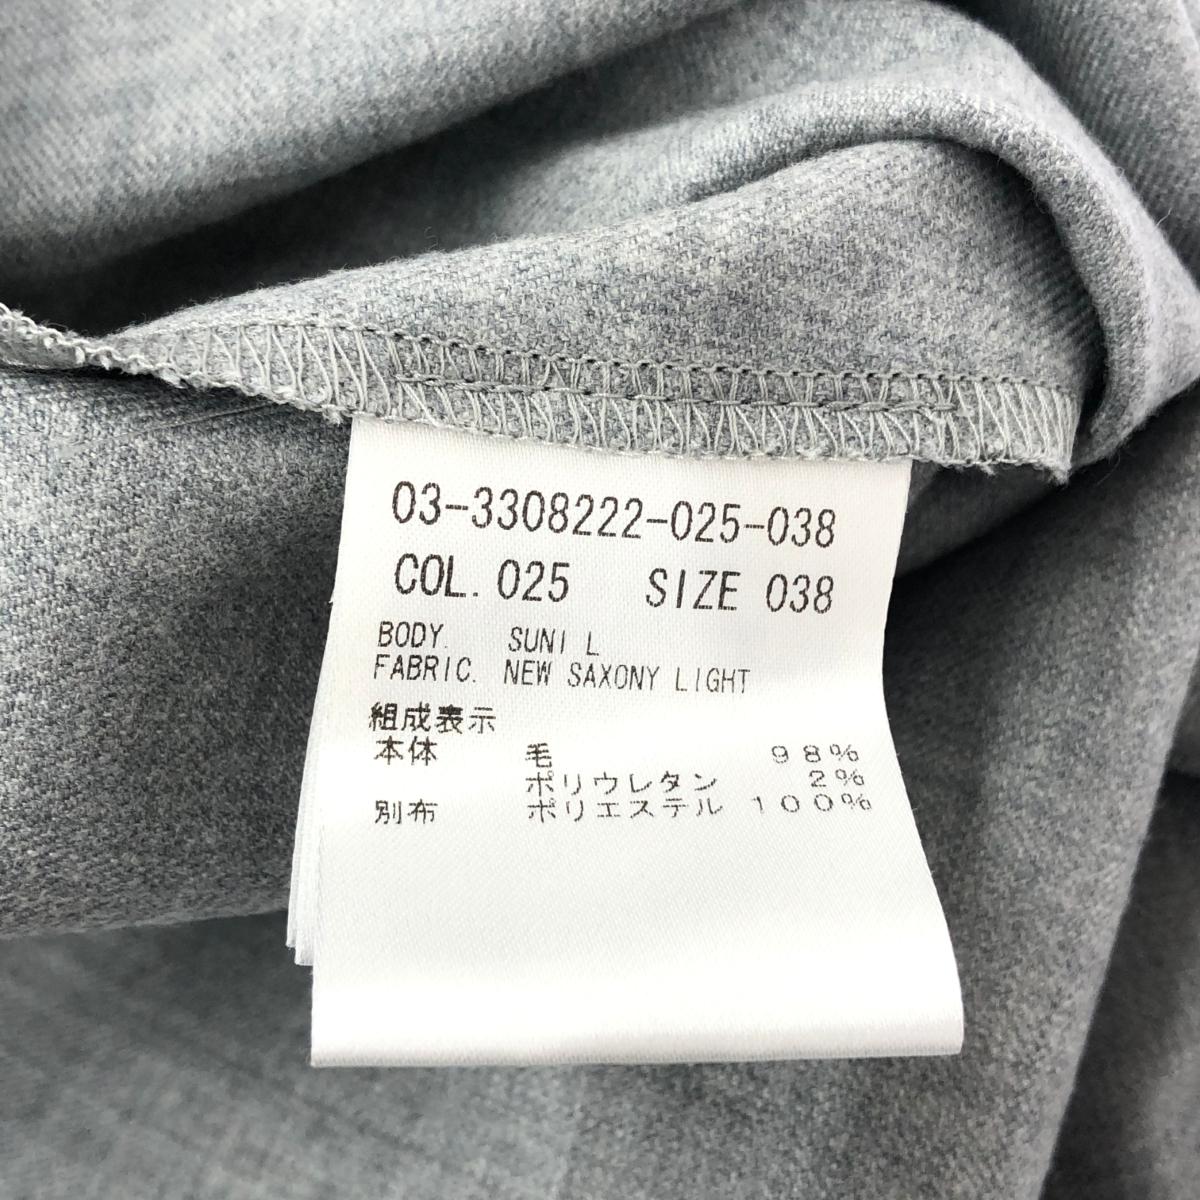 03-3308222-025-038
COL. 025 SIZE 038
BODY. SUNI L
FABRIC. NEW SAXONY LIGHT
組成表示
本体 毛 98%
ポリウレタン 2%
別布 ポリエステル 100%